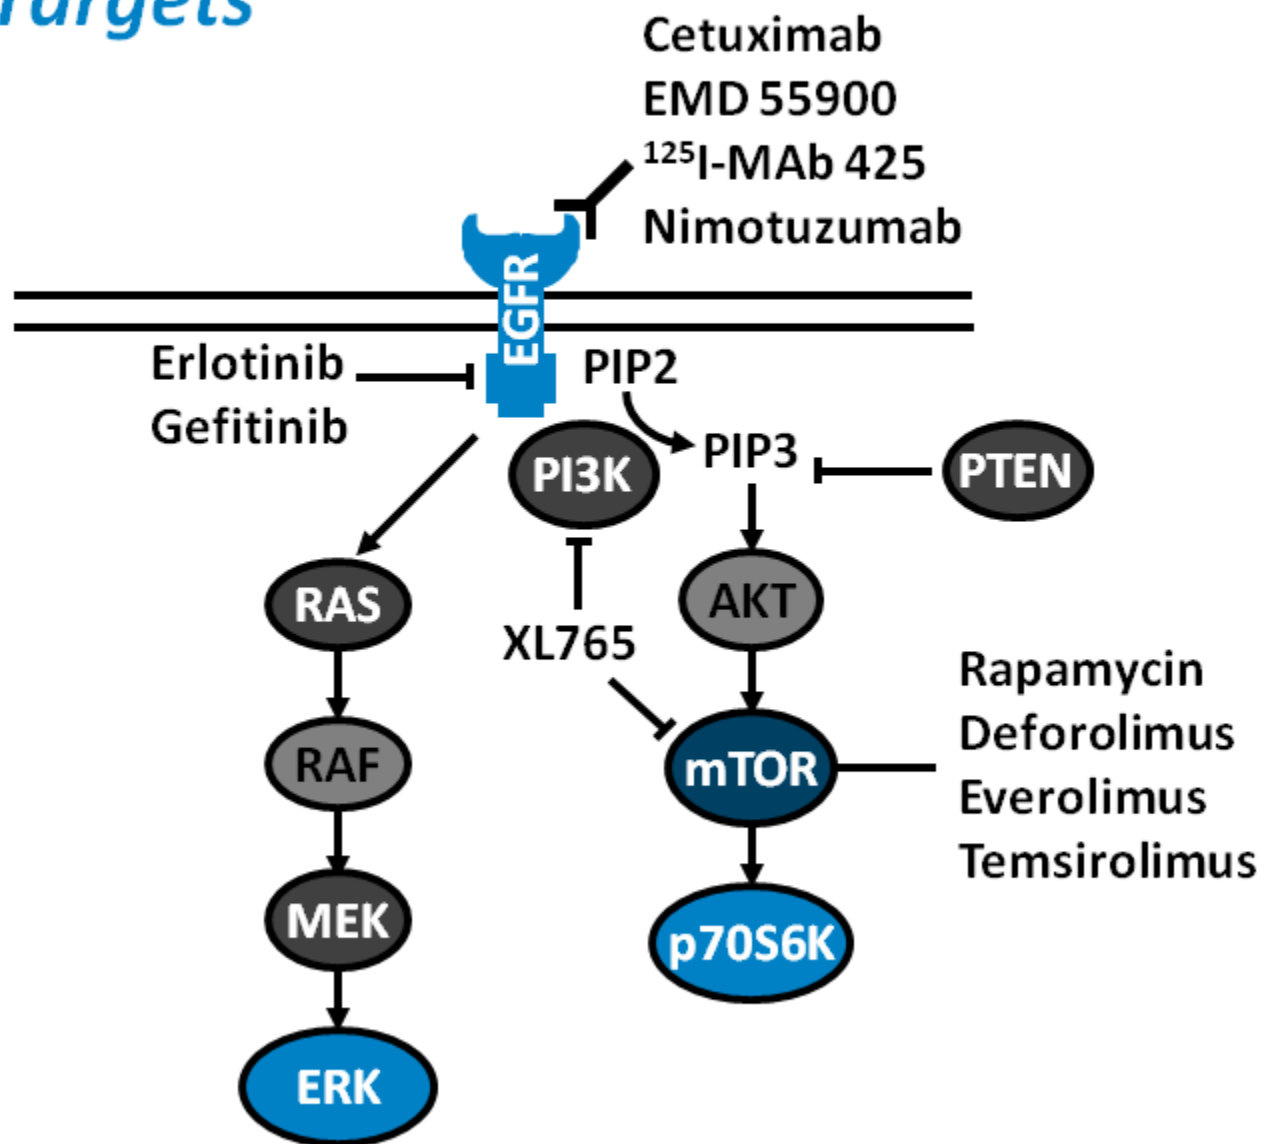 Targets
Cetuximab
EMD 55900
¹²⁵I-MAb 425
Nimotuzumab
EGFR
Erlotinib
Gefitinib
PIP2
PI3K
PIP3
PTEN
RAS
AKT
XL765
RAF
mTOR
Rapamycin
Deforolimus
Everolimus
Temsirolimus
MEK
p70S6K
ERK